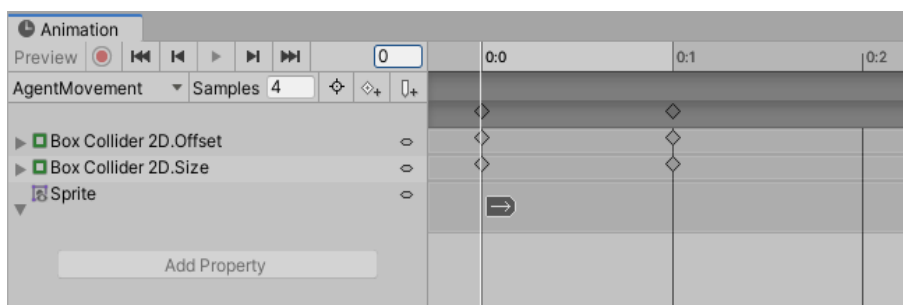 Animation
Preview 0 0:0 0:1 0:2
AgentMovement Samples 4
Box Collider 2D.Offset
Box Collider 2D.Size
Sprite
Add Property